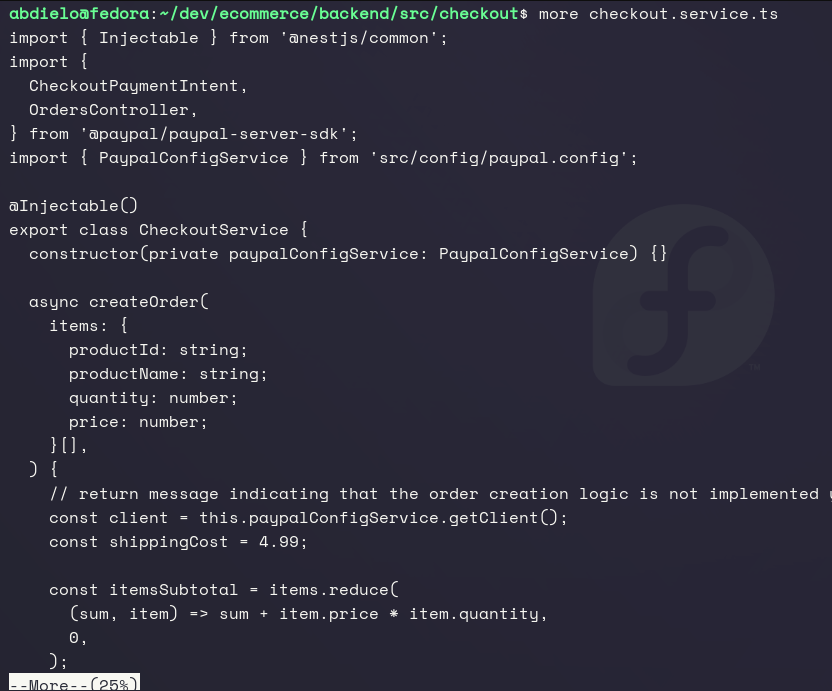 abdielo@fedora:~/dev/ecommerce/backend/src/checkout$ more checkout.service.ts
import { Injectable } from '@nestjs/common';
import {
  CheckoutPaymentIntent,
  OrdersController,
} from '@paypal/paypal-server-sdk';
import { PaypalConfigService } from 'src/config/paypal.config';

@Injectable()
export class CheckoutService {
  constructor(private paypalConfigService: PaypalConfigService) {}

  async createOrder(
    items: {
      productId: string;
      productName: string;
      quantity: number;
      price: number;
    }[],
  ) {
    // return message indicating that the order creation logic is not implemented
    const client = this.paypalConfigService.getClient();
    const shippingCost = 4.99;

    const itemsSubtotal = items.reduce(
      (sum, item) => sum + item.price * item.quantity,
      0,
    );
--More--(25%)
TM